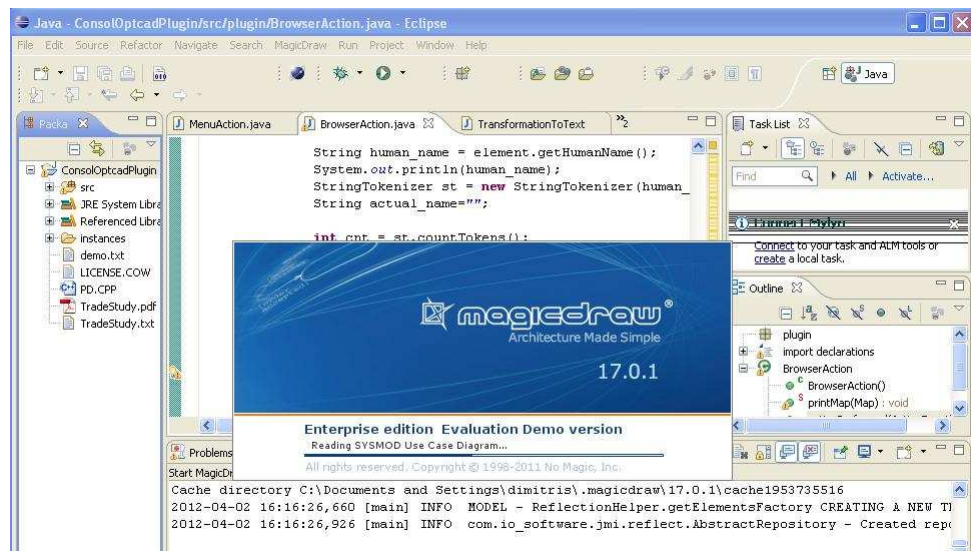 Java - ConsolOptcadPlugin/src/plugin/BrowserAction.java - Eclipse
File Edit Source Refactor Navigate Search MagicDraw Run Project Window Help
Java
Packa
MenuAction.java
BrowserAction.java
TransformationToText
»2
Task List
ConsolOptcadPlugin
src
JRE System Libra
Referenced Libra
instances
demo.txt
LICENSE.COW
PD.CPP
TradeStudy.pdf
TradeStudy.txt
String human_name = element.getHumanName();
System.out.println(human_name);
StringTokenizer st = new StringTokenizer(human_
String actual_name="";
int cnt = st.countTokens();
Find
All
Activate...
Connect Mylyn
Connect to your task and ALM tools or
create a local task.
Outline
plugin
import declarations
BrowserAction
BrowserAction()
printMap(Map) : void
magicdraw®
Architecture Made Simple
17.0.1
Enterprise edition Evaluation Demo version
Reading SYSMOD Use Case Diagram...
All rights reserved. Copyright © 1998-2011 No Magic, Inc.
Problems
Start MagicDr
Cache directory C:\Documents and Settings\dimitris\.magicdraw\17.0.1\cache1953735516
2012-04-02 16:16:26,660 [main] INFO MODEL - ReflectionHelper.getElementsFactory CREATING A NEW TH
2012-04-02 16:16:26,926 [main] INFO com.io_software.jmi.reflect.AbstractRepository - Created repo